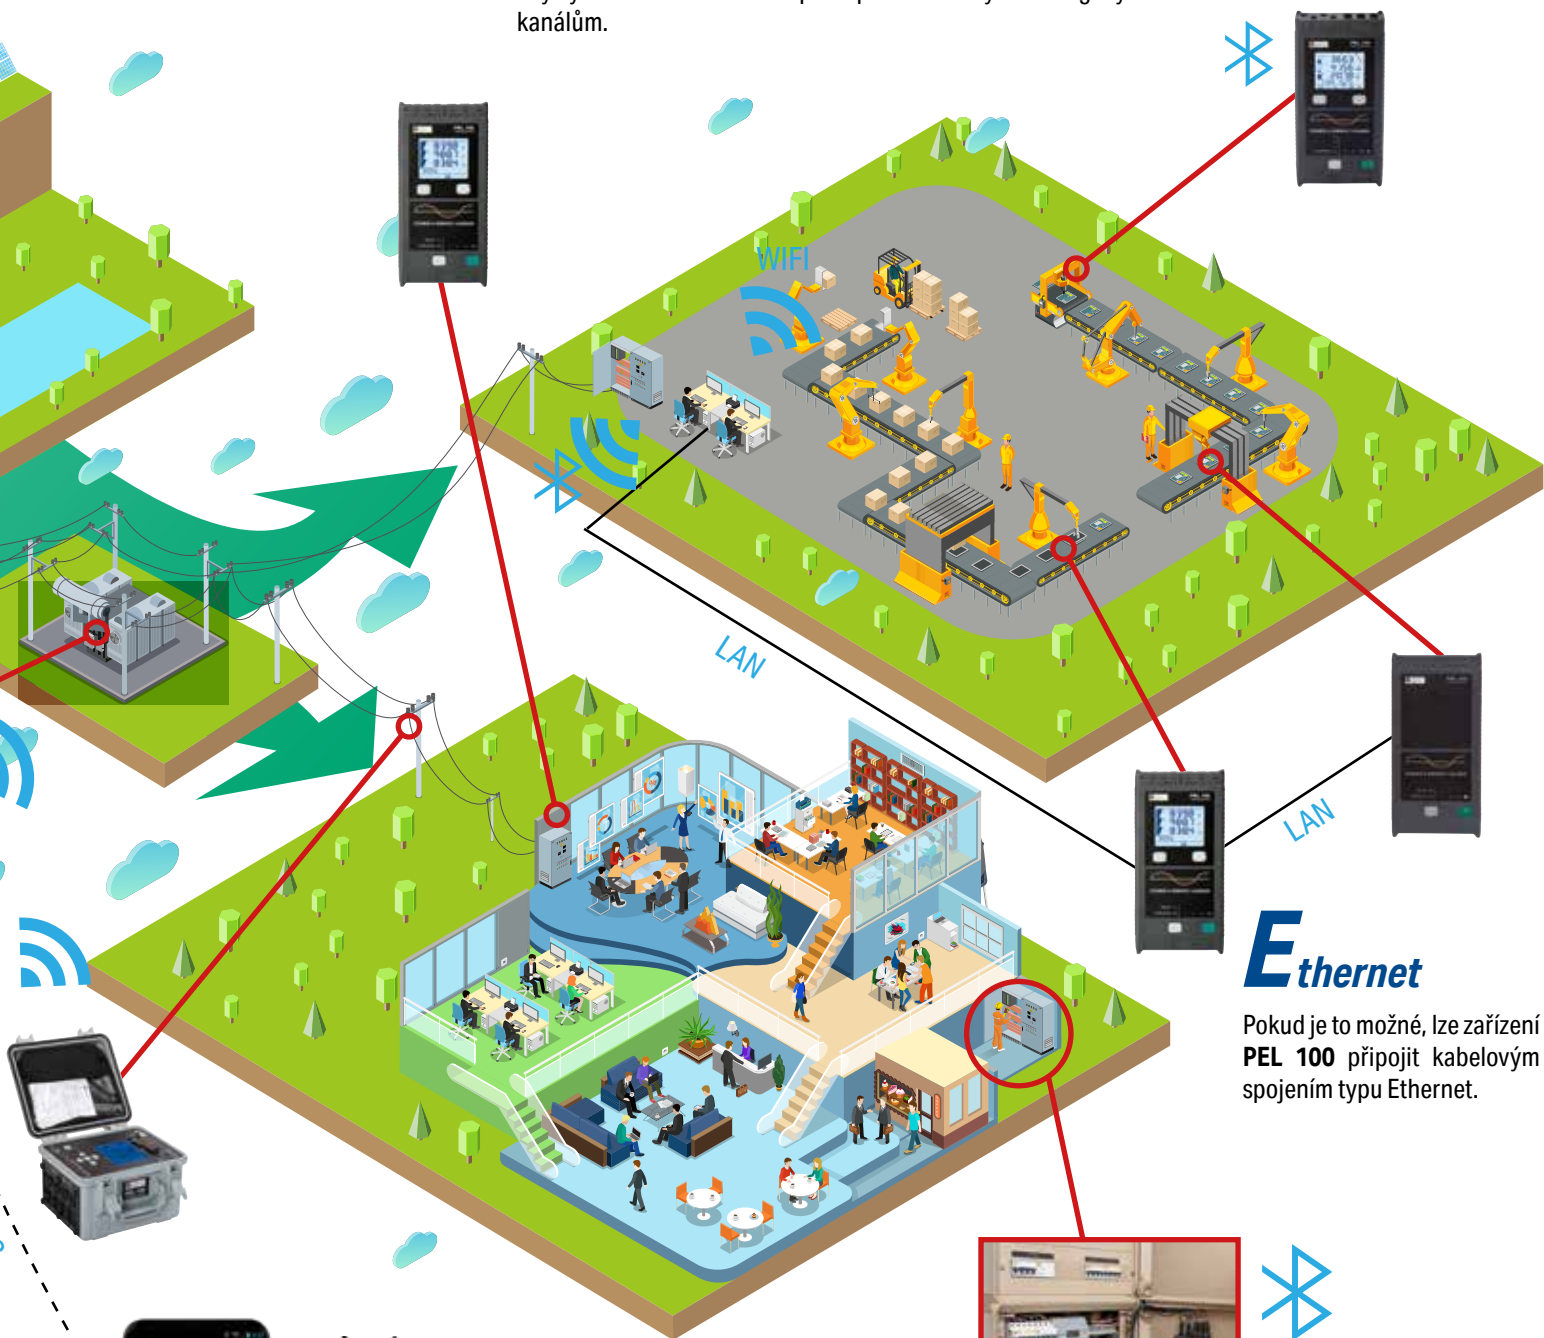 kanálům.
WIFI
LAN
LAN
Ethernet
Pokud je to možné, lze zařízení
PEL 100 připojit kabelovým
spojením typu Ethernet.